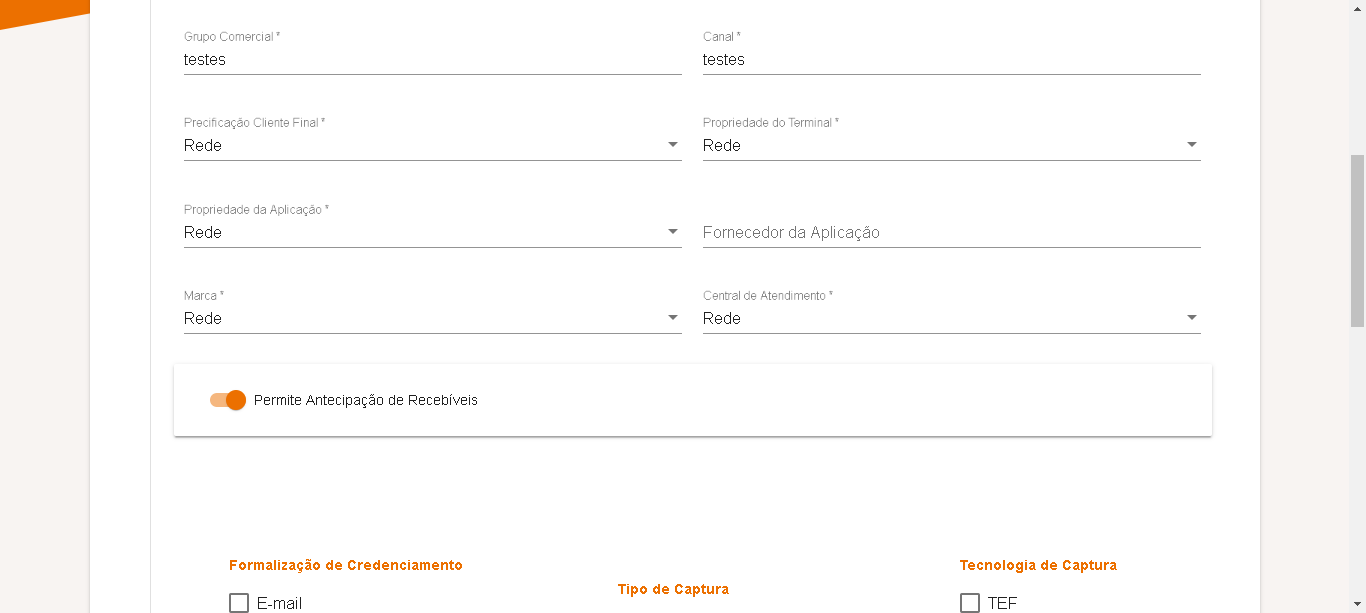 Grupo Comercial *
Canal *
testes
testes
Precificação Cliente Final *
Propriedade do Terminal *
Rede
Rede
Propriedade da Aplicação *
Rede
Fornecedor da Aplicação
Marca *
Central de Atendimento *
Rede
Rede
Permite Antecipação de Recebíveis
Formalização de Credenciamento
Tecnologia de Captura
Tipo de Captura
E-mail
TEF